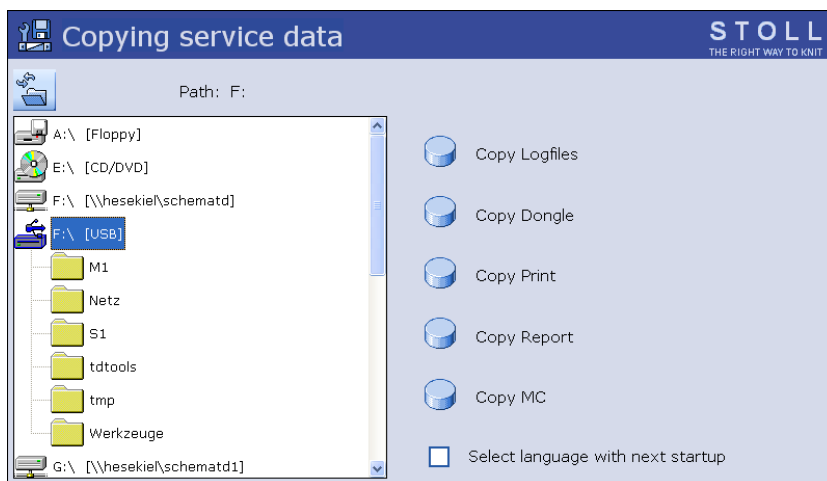 Copying service data
STOLL
THE RIGHT WAY TO KNIT
Path: F:
A:\ [Floppy]
E:\ [CD/DVD]
F:\ [\\hesekiel\schematd]
F:\ [USB]
M1
Netz
S1
tdtools
tmp
Werkzeuge
G:\ [\\hesekiel\schematd1]
Copy Logfiles
Copy Dongle
Copy Print
Copy Report
Copy MC
Select language with next startup